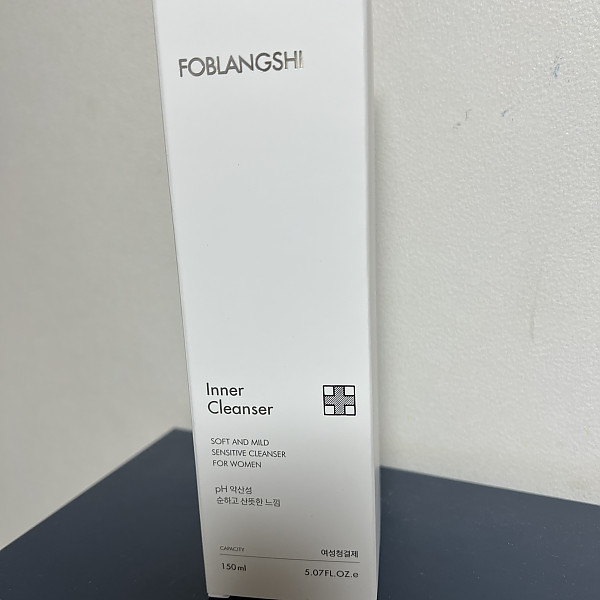 FOBLANGSHI
Inner
Cleanser
SOFT AND MILD
SENSITIVE CLEANSER
FOR WOMEN
pH 약산성
순하고 산뜻한 느낌
CAPACITY 여성청결제
150ml 5.07FL.OZ.e